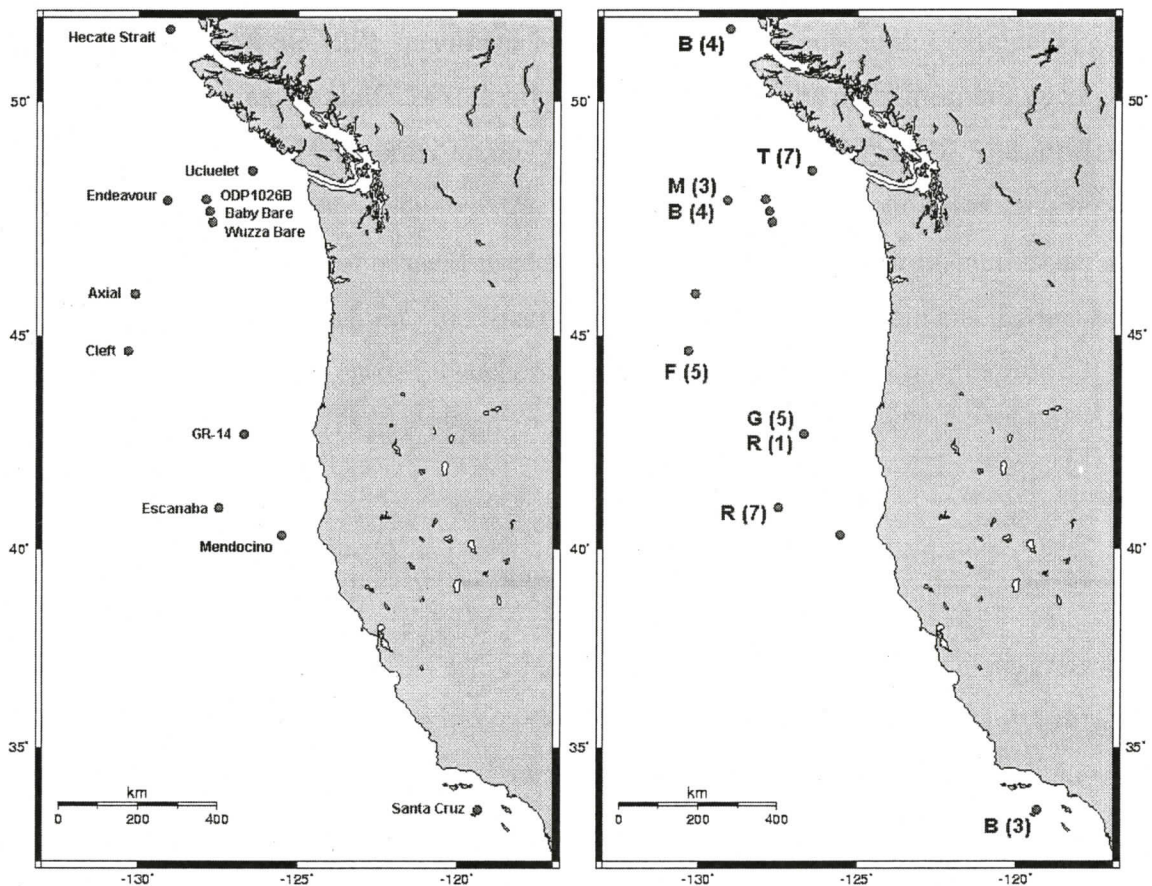 Hecate Strait
50˚
Ucluelet
Endeavour
ODP1026B
Baby Bare
Wuzza Bare
Axial
45˚
Cleft
GR-14
Escanaba
Mendocino
40˚
35˚
km
0 200 400
Santa Cruz
-130˚ -125˚ -120˚
B (4)
50˚
T (7)
M (3)
B (4)
45˚
F (5)
G (5)
R (1)
R (7)
40˚
35˚
km
0 200 400
B (3)
-130˚ -125˚ -120˚